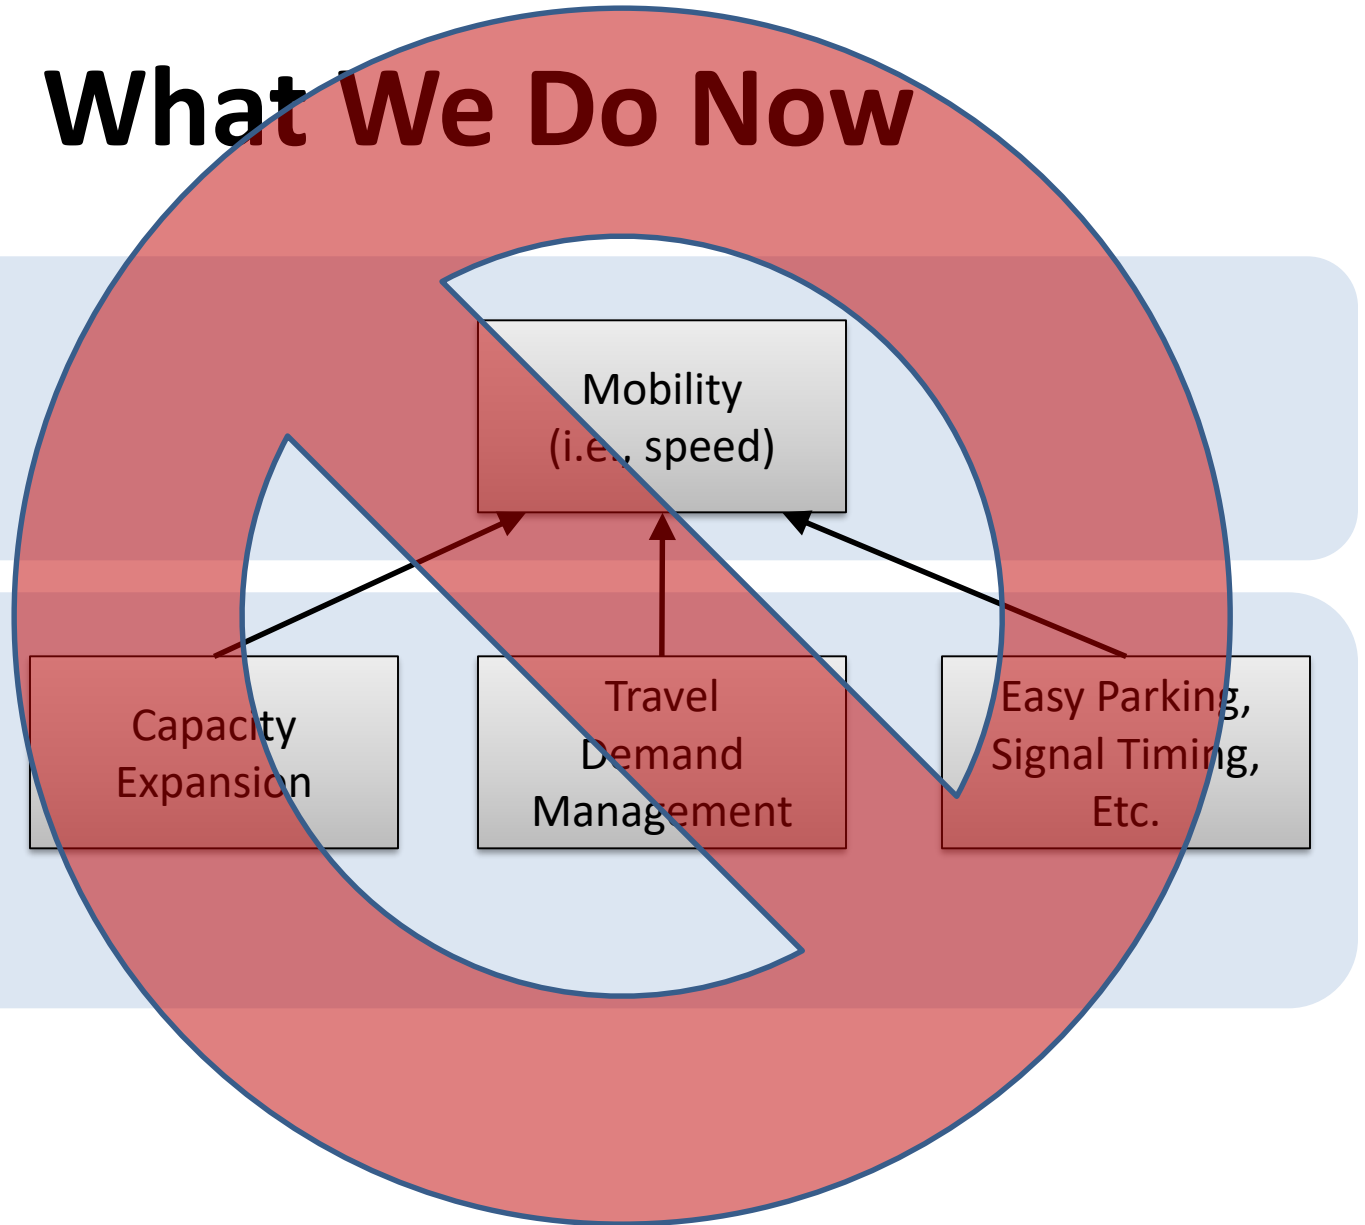 What We Do Now
Mobility
(i.e., speed)
Capacity
Expansion
Travel
Demand
Management
Easy Parking,
Signal Timing,
Etc.